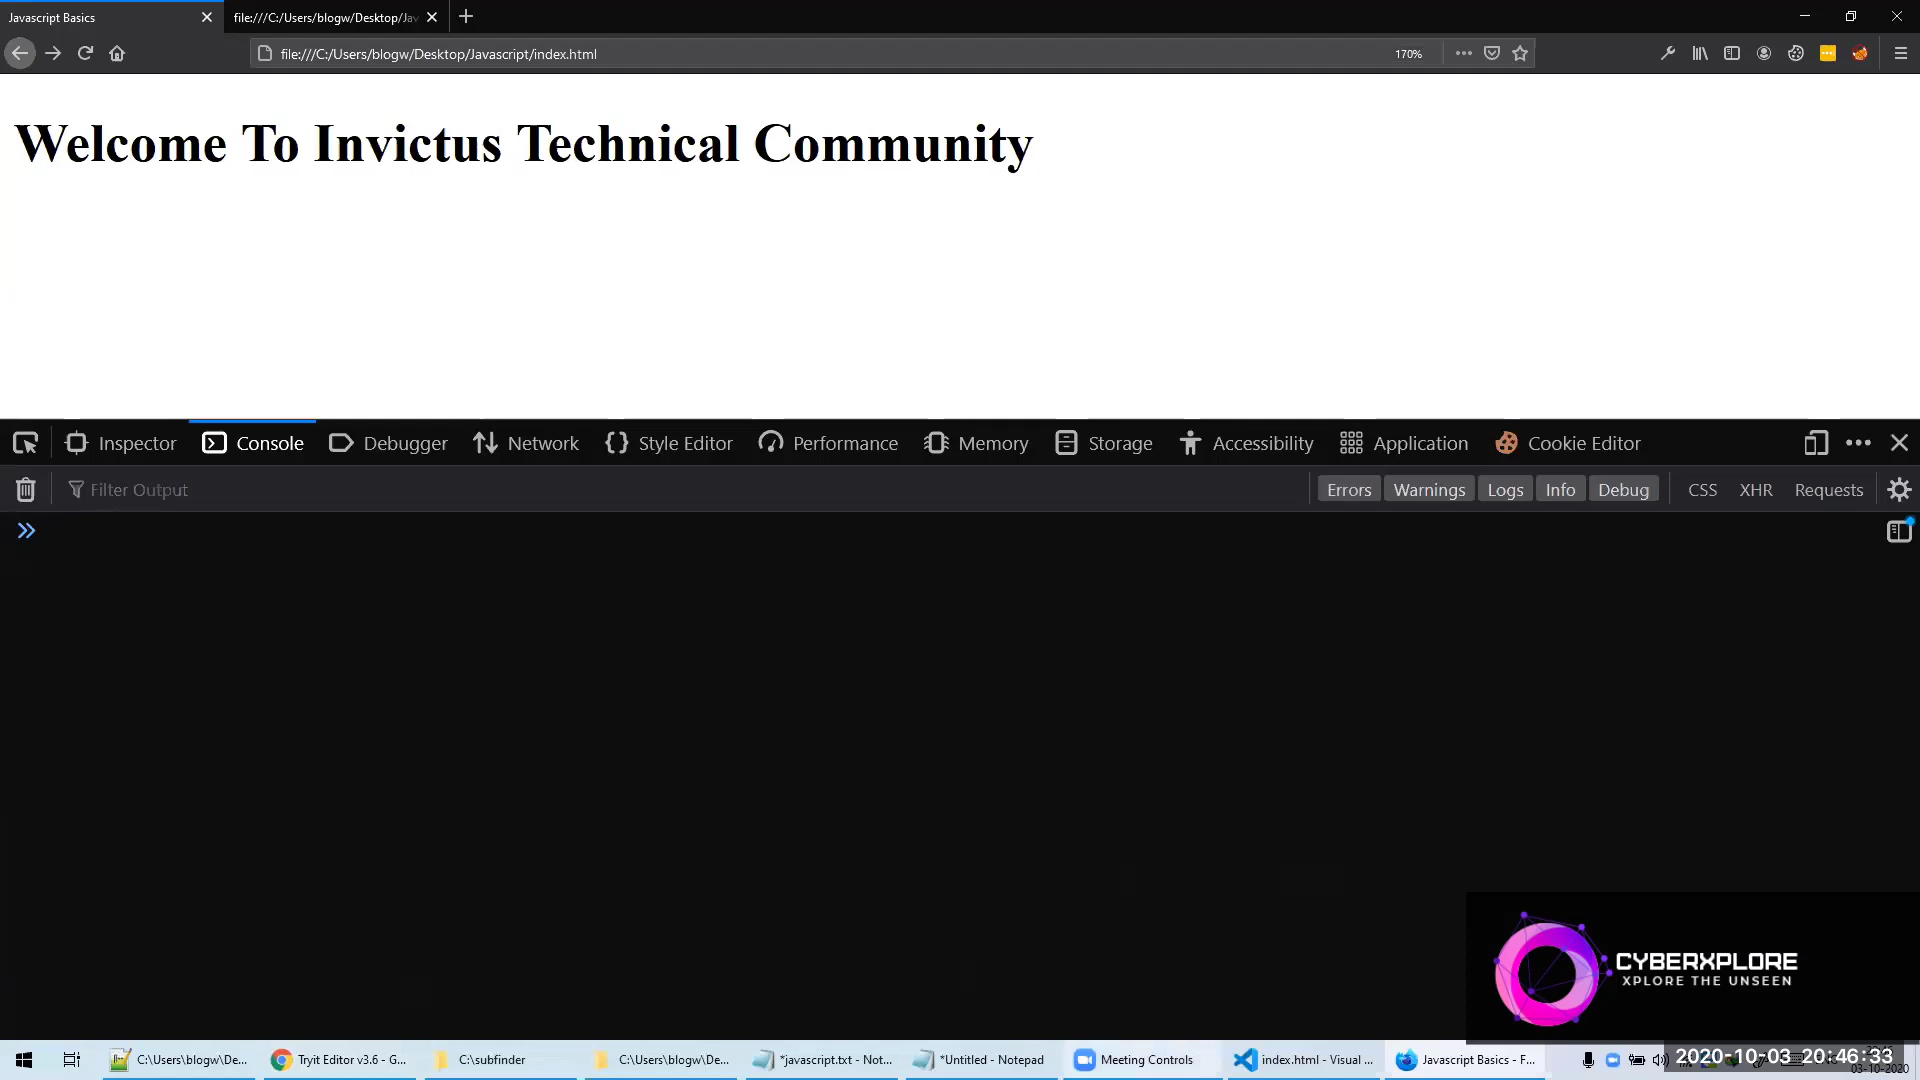 Javascript Basics
file:///C:/Users/blogw/Desktop/Jav
file:///C:/Users/blogw/Desktop/Javascript/index.html
170%
Welcome To Invictus Technical Community
Inspector
Console
Debugger
Network
Style Editor
Performance
Memory
Storage
Accessibility
Application
Cookie Editor
Filter Output
Errors
Warnings
Logs
Info
Debug
CSS
XHR
Requests
CYBERXPLORE
XPLORE THE UNSEEN
C:\Users\blogw\De...
Tryit Editor v3.6 - G...
C:\subfinder
C:\Users\blogw\De...
*javascript.txt - Not...
*Untitled - Notepad
Meeting Controls
index.html - Visual ...
Javascript Basics - F...
2020-10-03 20:46:33
03-10-2020